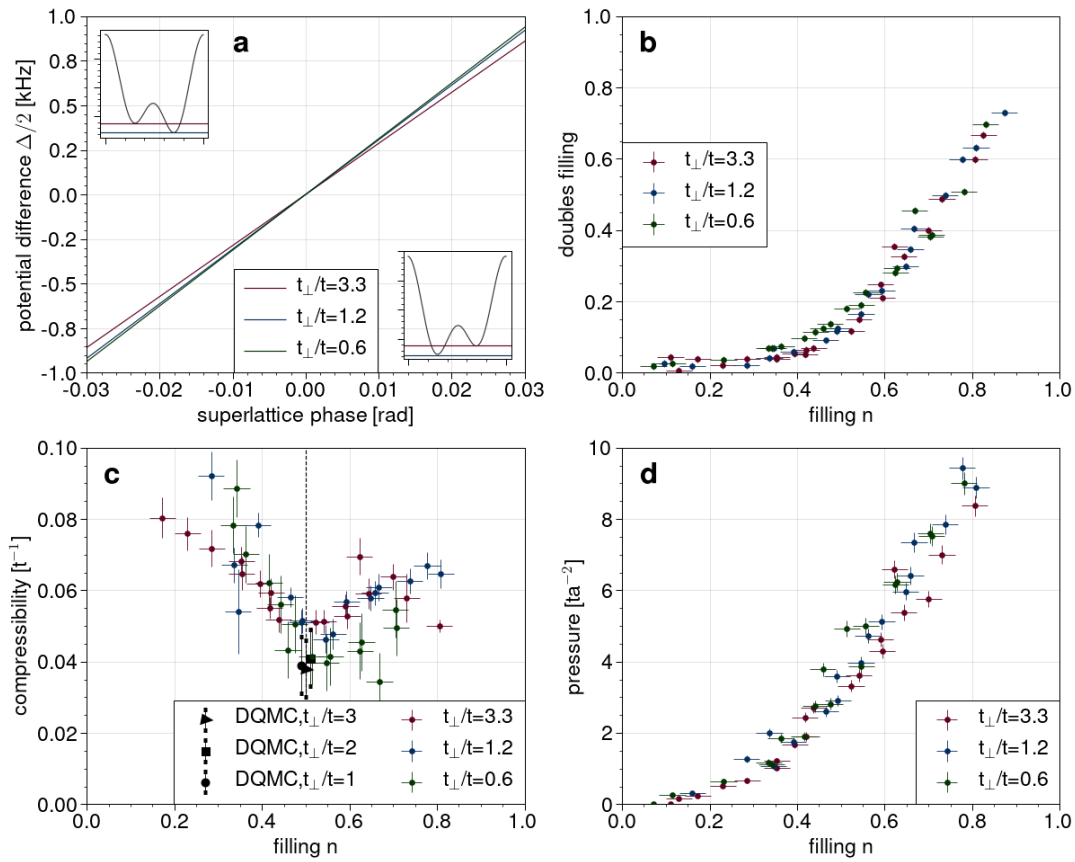 a
1.0
0.8
0.5
0.2
0.0
-0.2
-0.5
-0.8
-1.0
potential difference Δ/2 [kHz]
t⊥/t=3.3
t⊥/t=1.2
t⊥/t=0.6
-0.03
-0.02
-0.01
0.00
0.01
0.02
0.03
superlattice phase [rad]
b
1.0
0.8
0.6
0.4
0.2
0.0
doubles filling
t⊥/t=3.3
t⊥/t=1.2
t⊥/t=0.6
0.0
0.2
0.4
0.6
0.8
1.0
filling n
c
0.10
0.08
0.06
0.04
0.02
0.00
compressibility [t⁻¹]
DQMC,t⊥/t=3
DQMC,t⊥/t=2
DQMC,t⊥/t=1
t⊥/t=3.3
t⊥/t=1.2
t⊥/t=0.6
0.0
0.2
0.4
0.6
0.8
1.0
filling n
d
10
8
6
4
2
0
pressure [ta⁻²]
t⊥/t=3.3
t⊥/t=1.2
t⊥/t=0.6
0.0
0.2
0.4
0.6
0.8
1.0
filling n